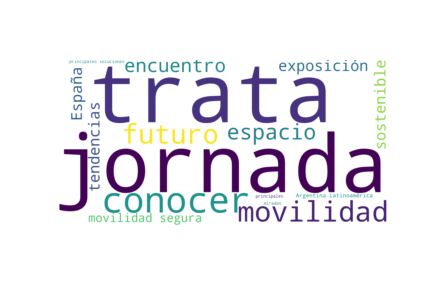 principales soluciones
encuentro
exposición
España
trata
sostenible
tendencias
futuro
espacio
jornada
conocer
principales
Argentina Latinoamérica
miradas
movilidad
movilidad segura